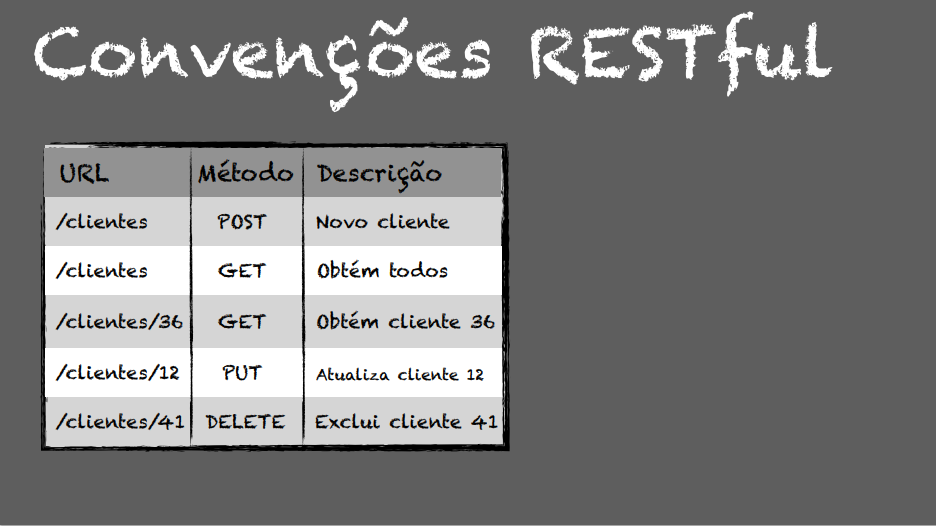 Convenções RESTful
URL Método Descrição
/clientes POST Novo cliente
/clientes GET Obtém todos
/clientes/36 GET Obtém cliente 36
/clientes/12 PUT Atualiza cliente 12
/clientes/41 DELETE Exclui cliente 41